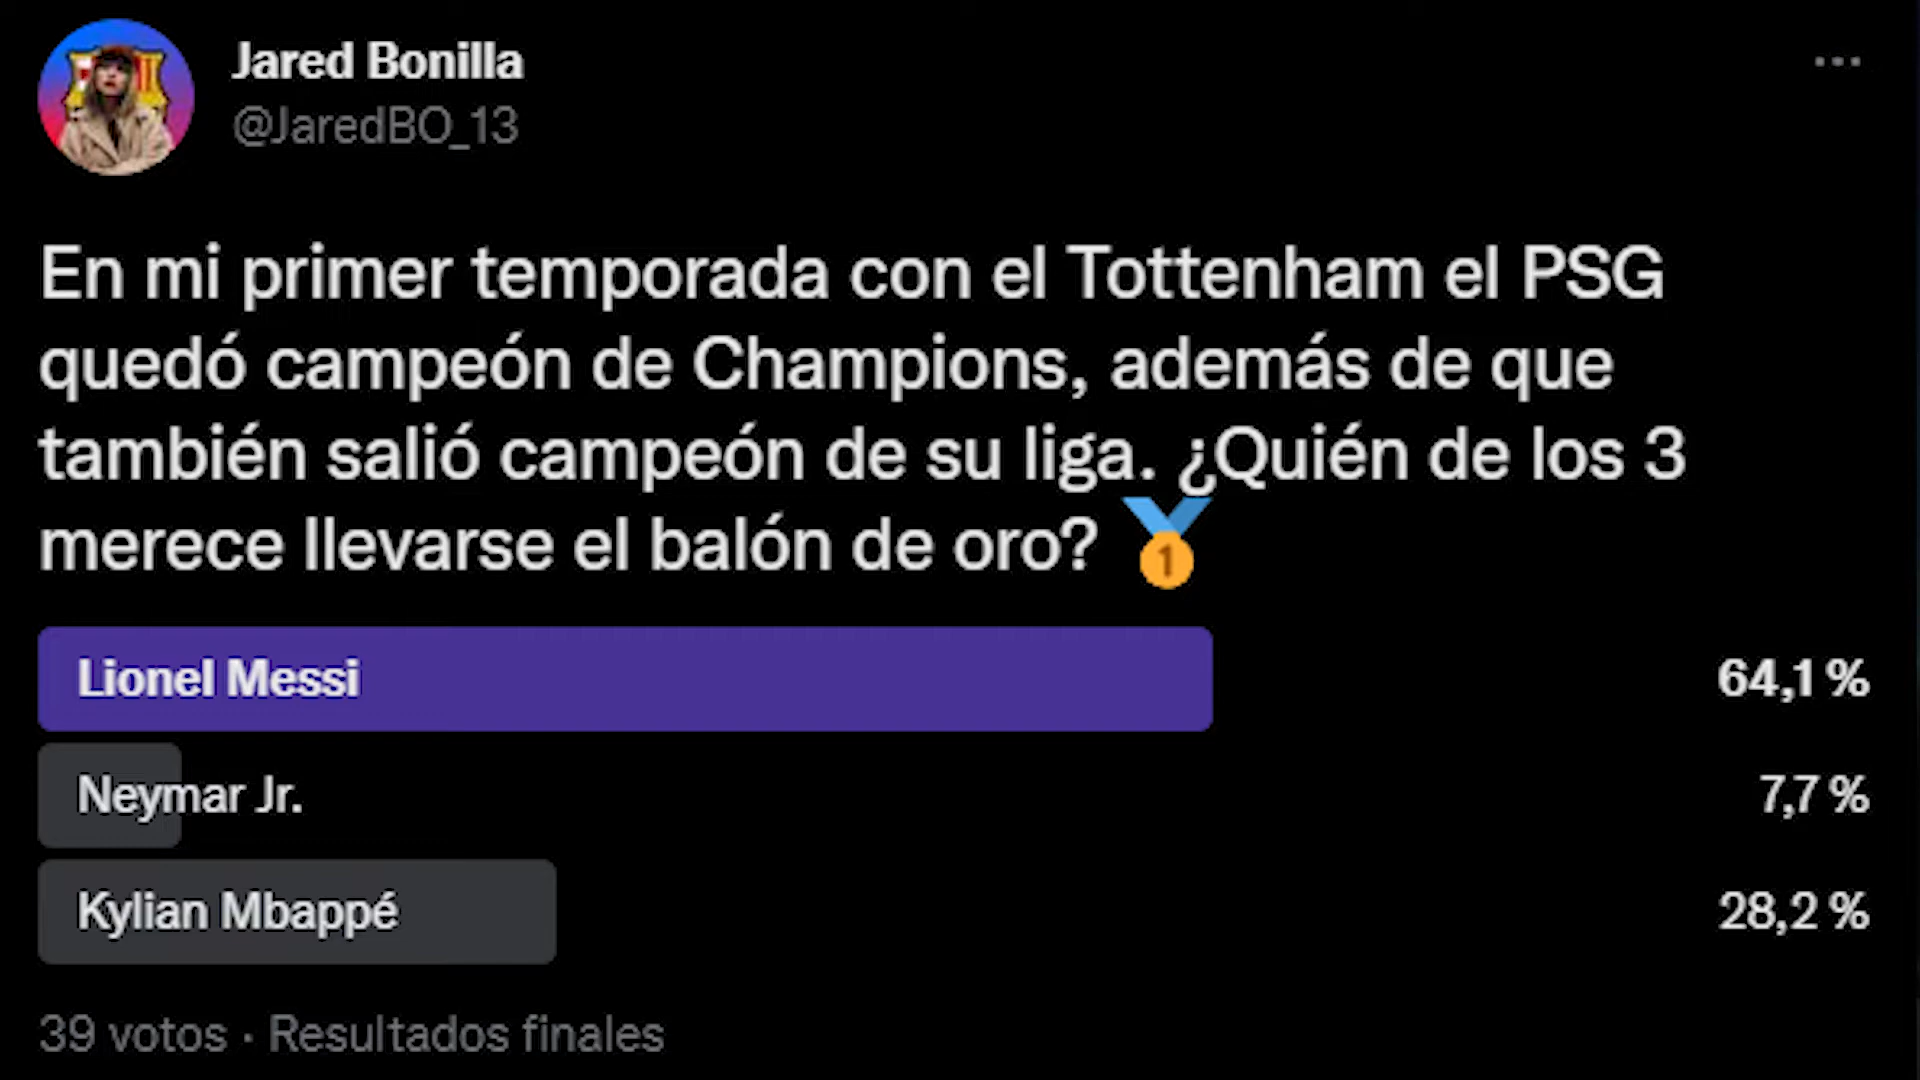 Jared Bonilla
@JaredBO_13
En mi primer temporada con el Tottenham el PSG
quedó campeón de Champions, además de que
también salió campeón de su liga. ¿Quién de los 3
merece llevarse el balón de oro? 🥇
Lionel Messi 64,1 %
Neymar Jr. 7,7 %
Kylian Mbappé 28,2 %
39 votos · Resultados finales